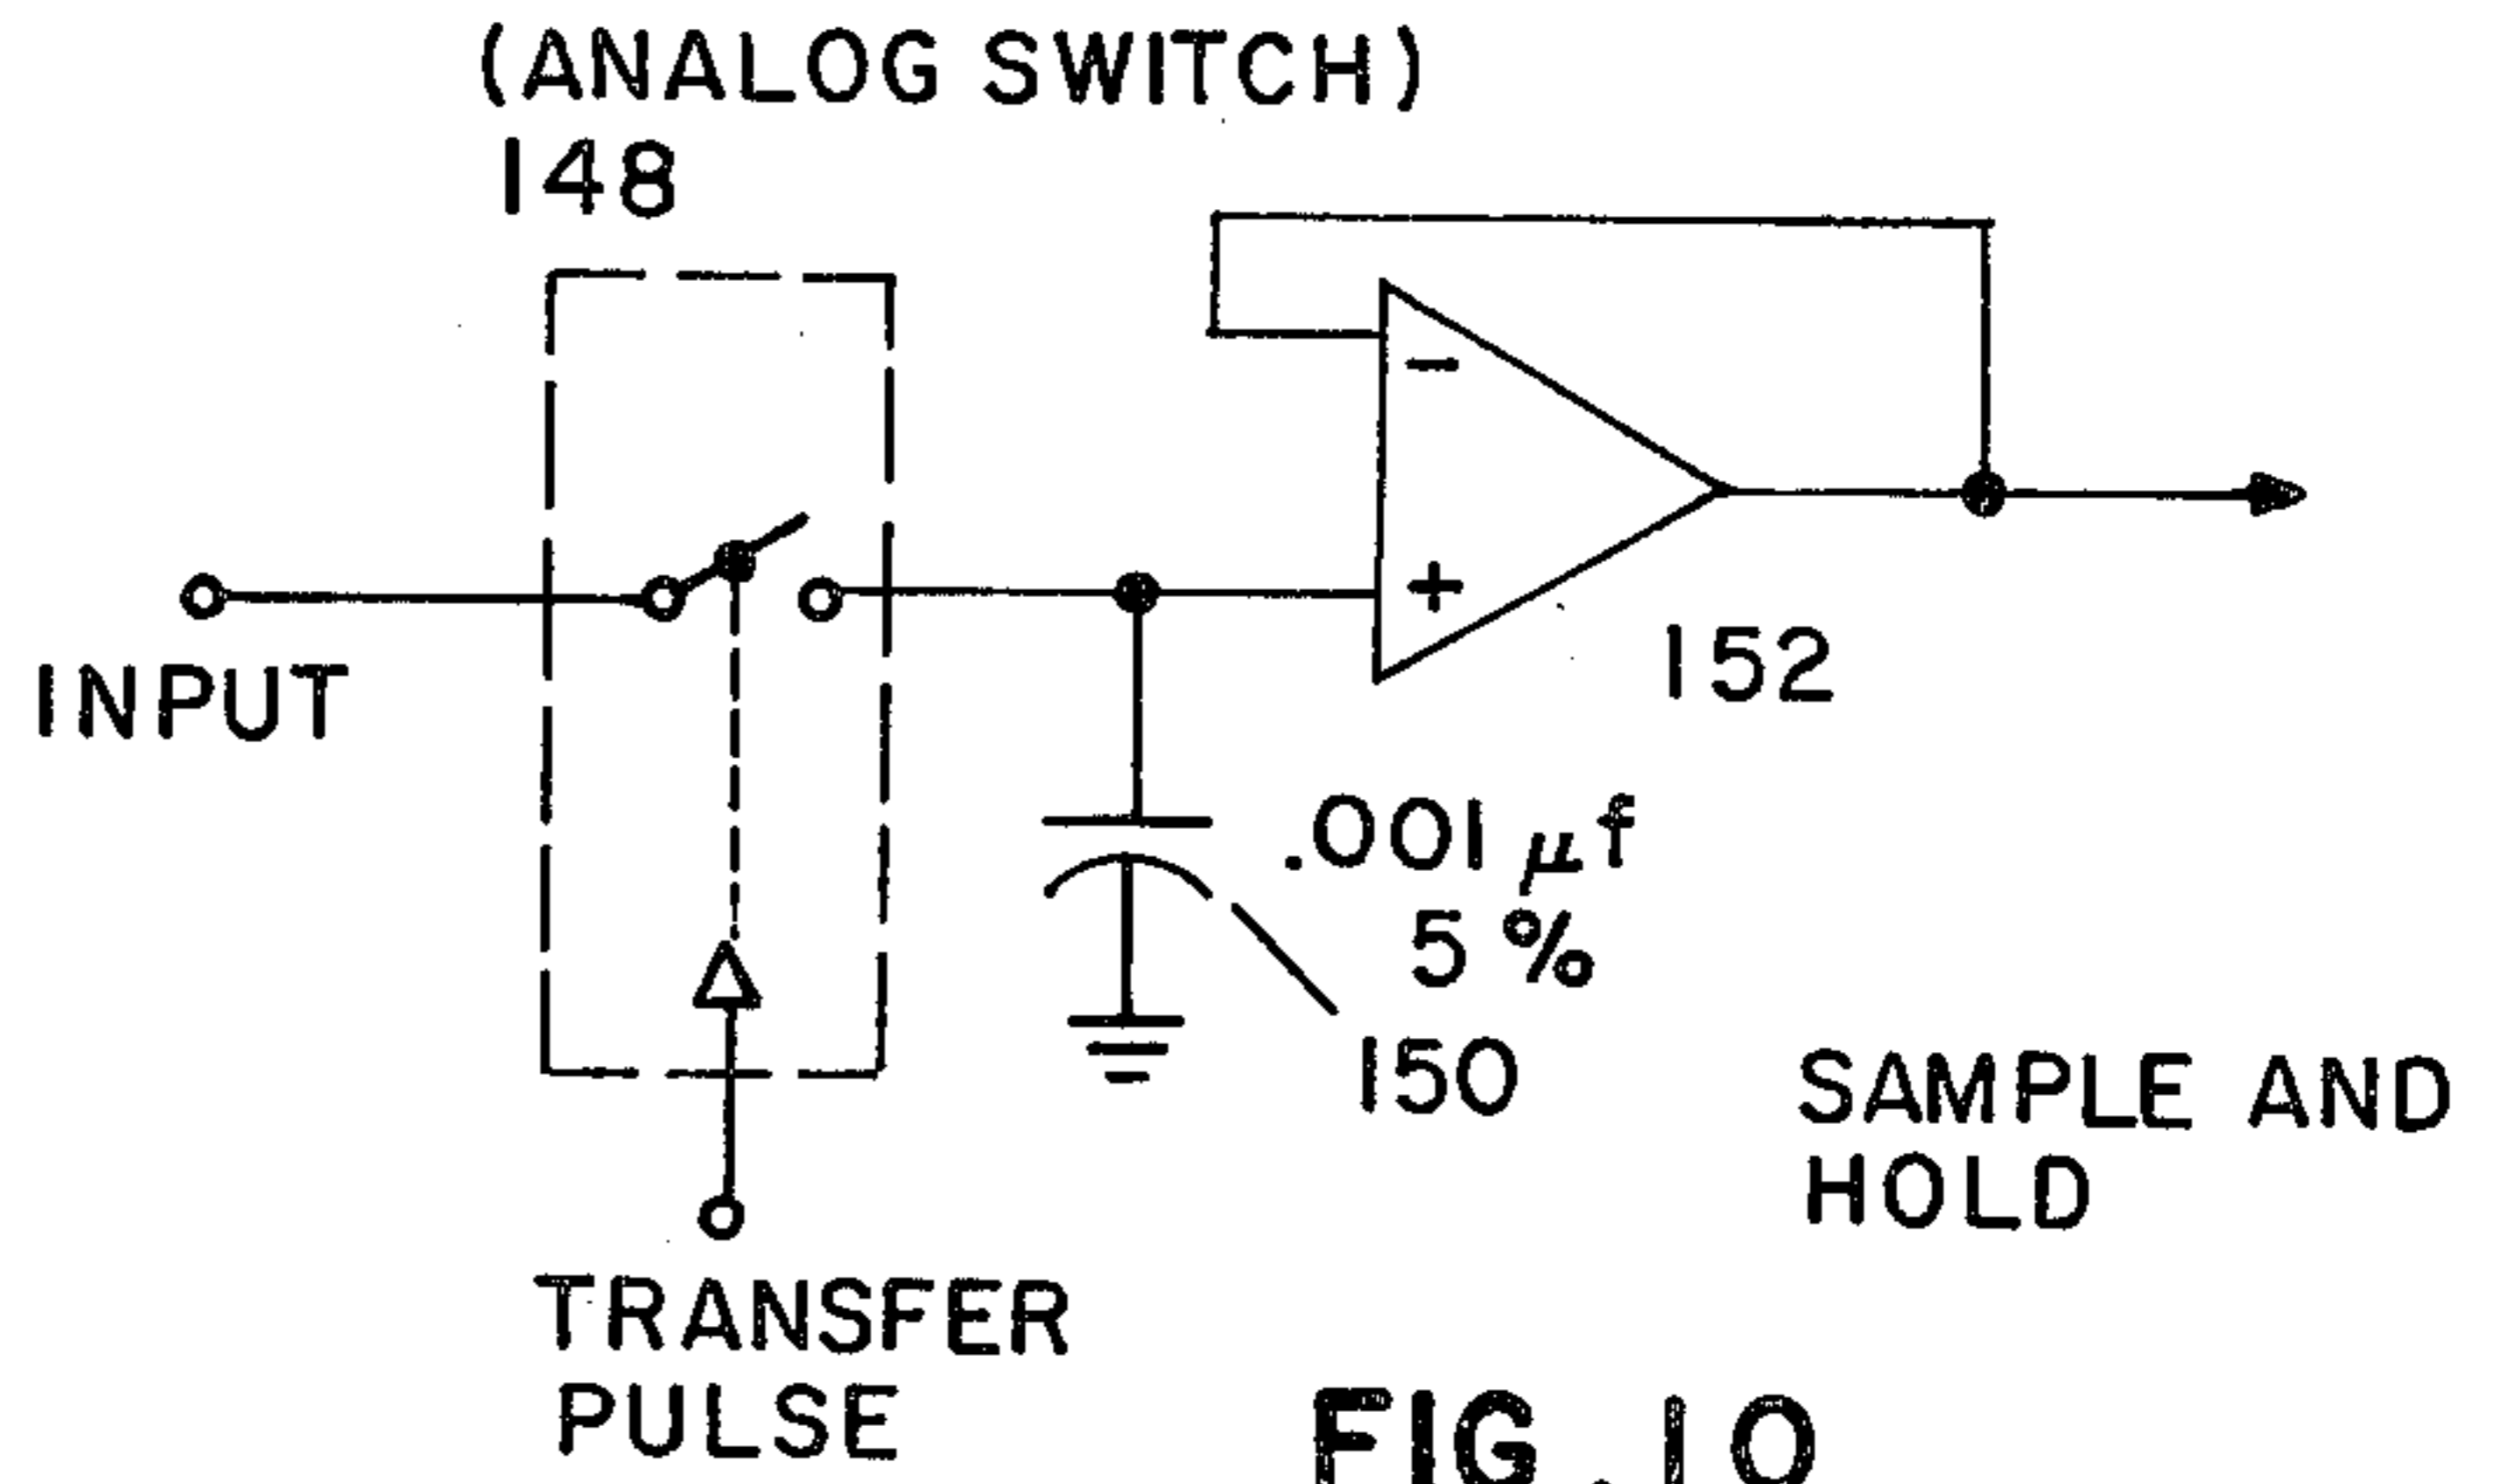 (ANALOG SWITCH)
148
−
+
152
INPUT
.001 μf
5 %
150
SAMPLE AND
HOLD
TRANSFER
PULSE
FIG. 10